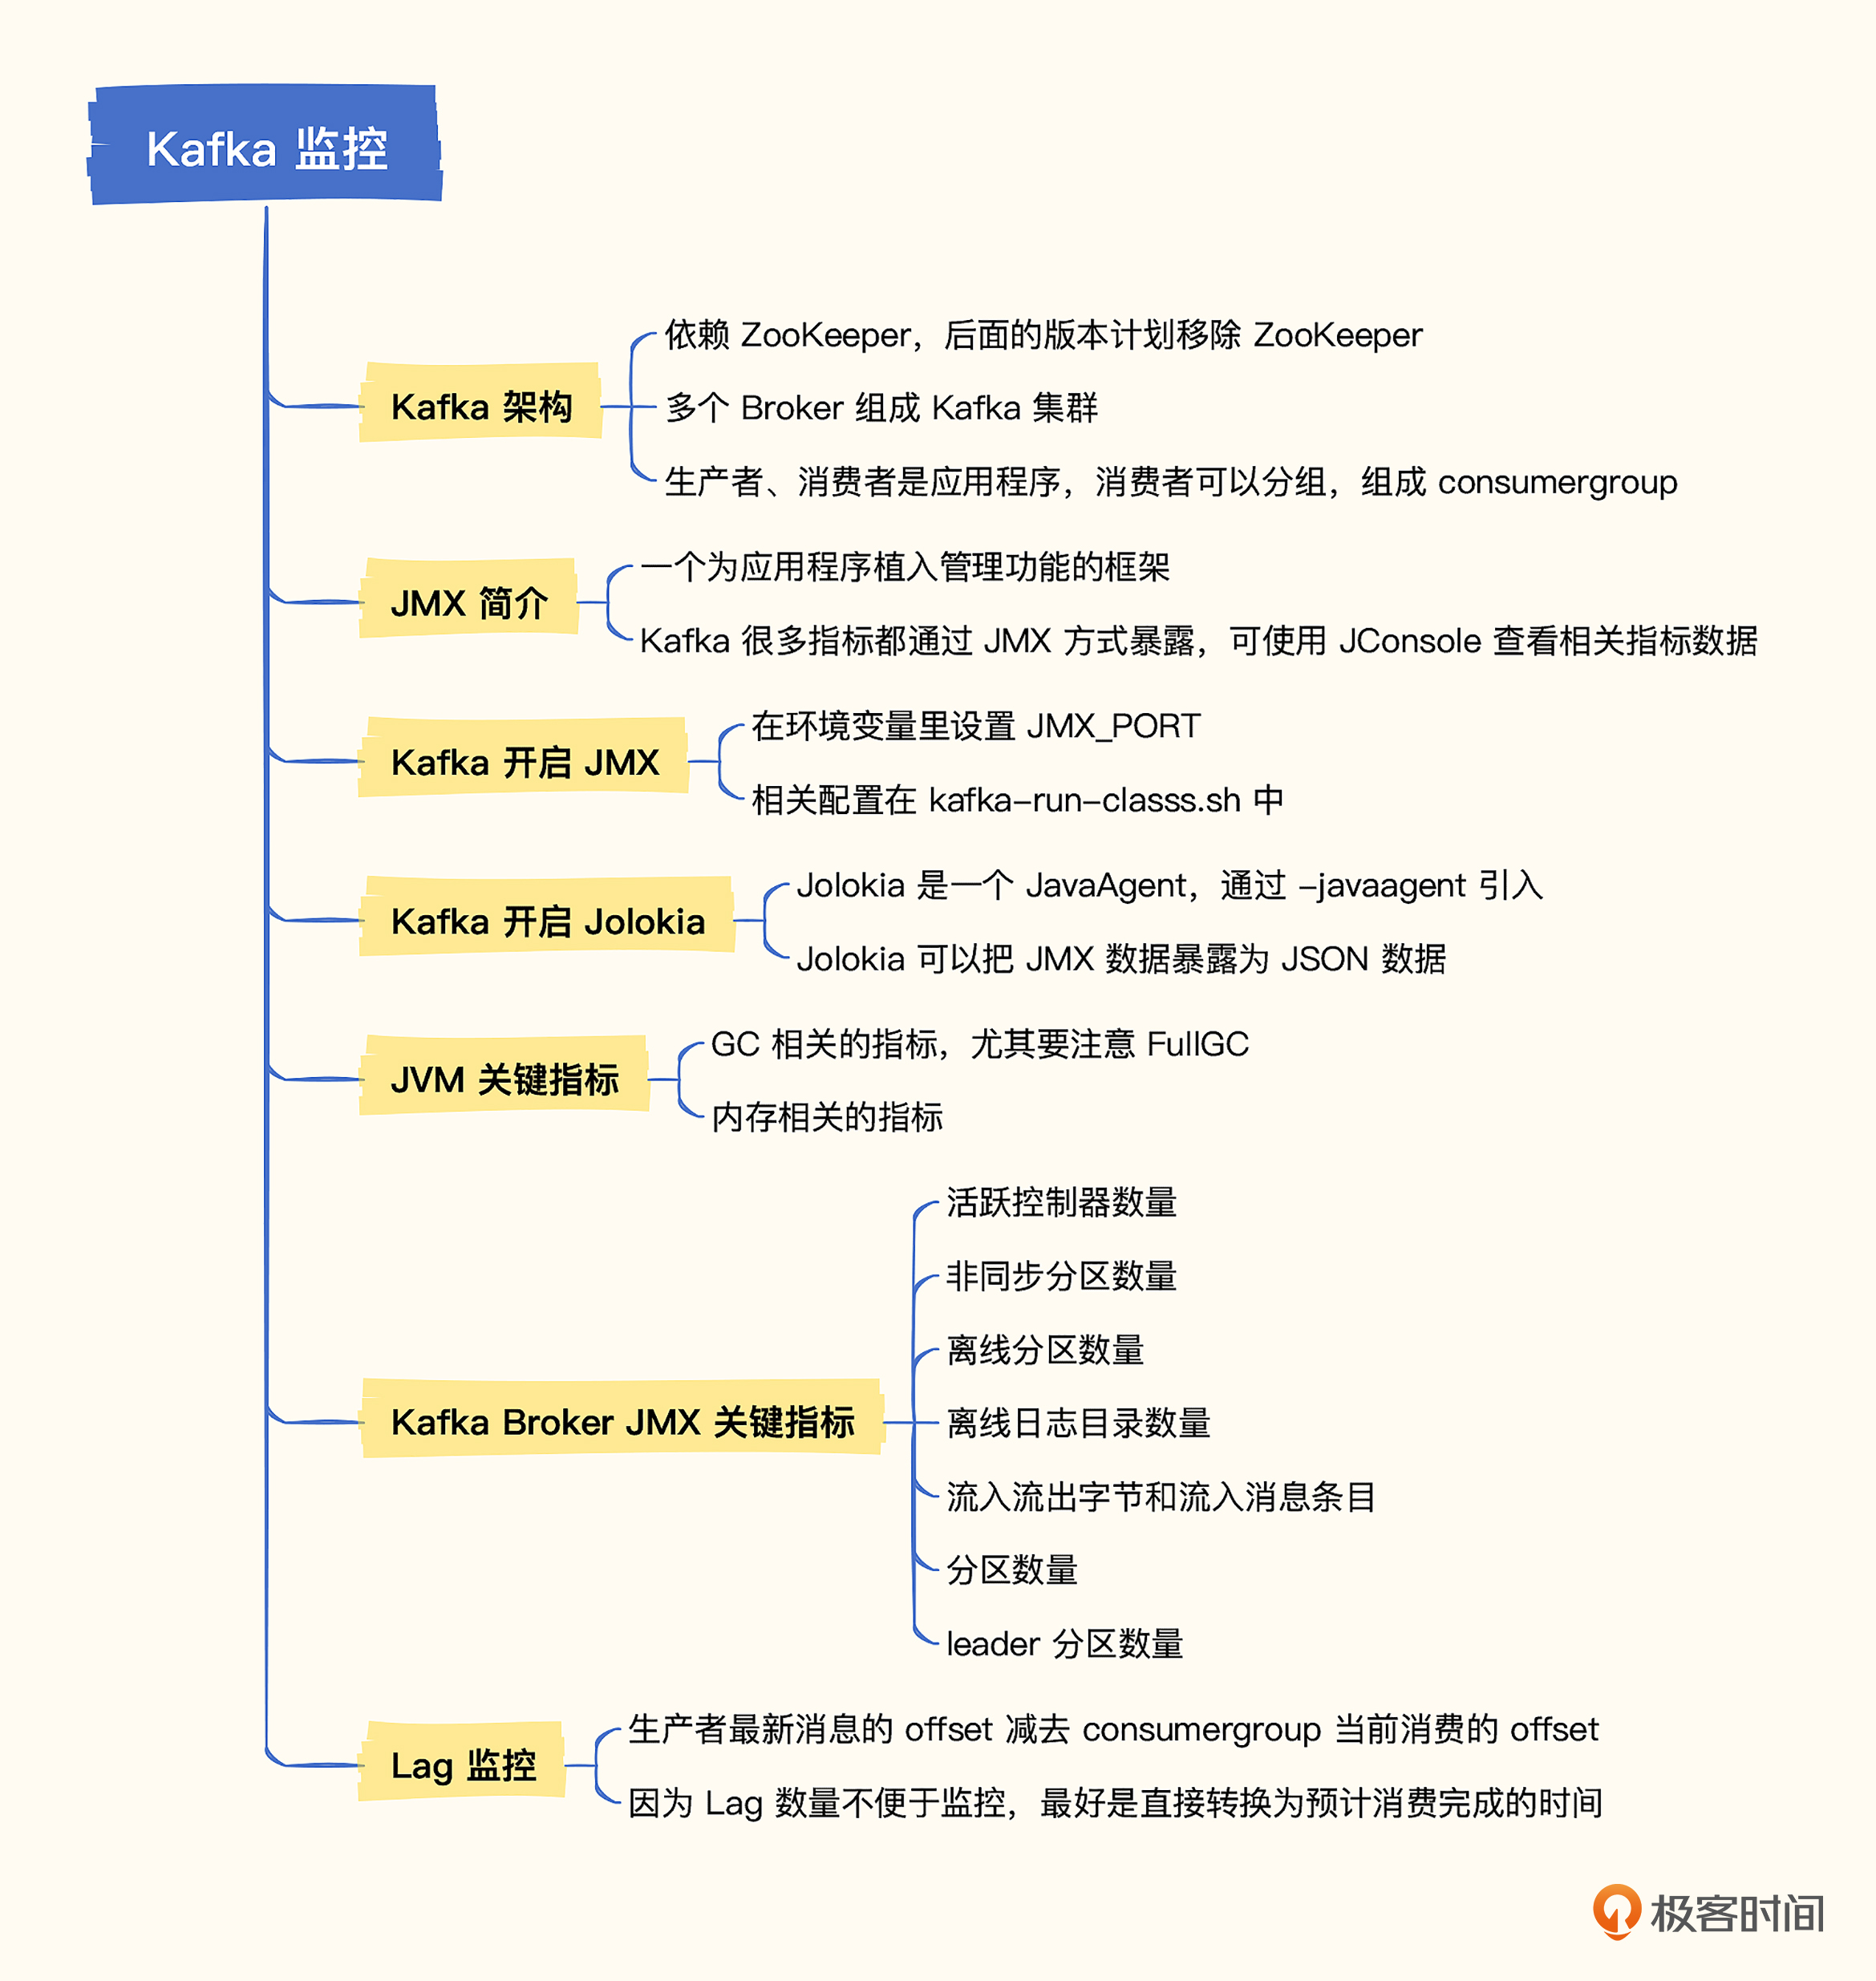 Kafka 监控
Kafka 架构
依赖 ZooKeeper，后面的版本计划移除 ZooKeeper
多个 Broker 组成 Kafka 集群
生产者、消费者是应用程序，消费者可以分组，组成 consumergroup
JMX 简介
一个为应用程序植入管理功能的框架
Kafka 很多指标都通过 JMX 方式暴露，可使用 JConsole 查看相关指标数据
Kafka 开启 JMX
在环境变量里设置 JMX_PORT
相关配置在 kafka-run-classs.sh 中
Kafka 开启 Jolokia
Jolokia 是一个 JavaAgent，通过 -javaagent 引入
Jolokia 可以把 JMX 数据暴露为 JSON 数据
JVM 关键指标
GC 相关的指标，尤其要注意 FullGC
内存相关的指标
Kafka Broker JMX 关键指标
活跃控制器数量
非同步分区数量
离线分区数量
离线日志目录数量
流入流出字节和流入消息条目
分区数量
leader 分区数量
Lag 监控
生产者最新消息的 offset 减去 consumergroup 当前消费的 offset
因为 Lag 数量不便于监控，最好是直接转换为预计消费完成的时间
极客时间